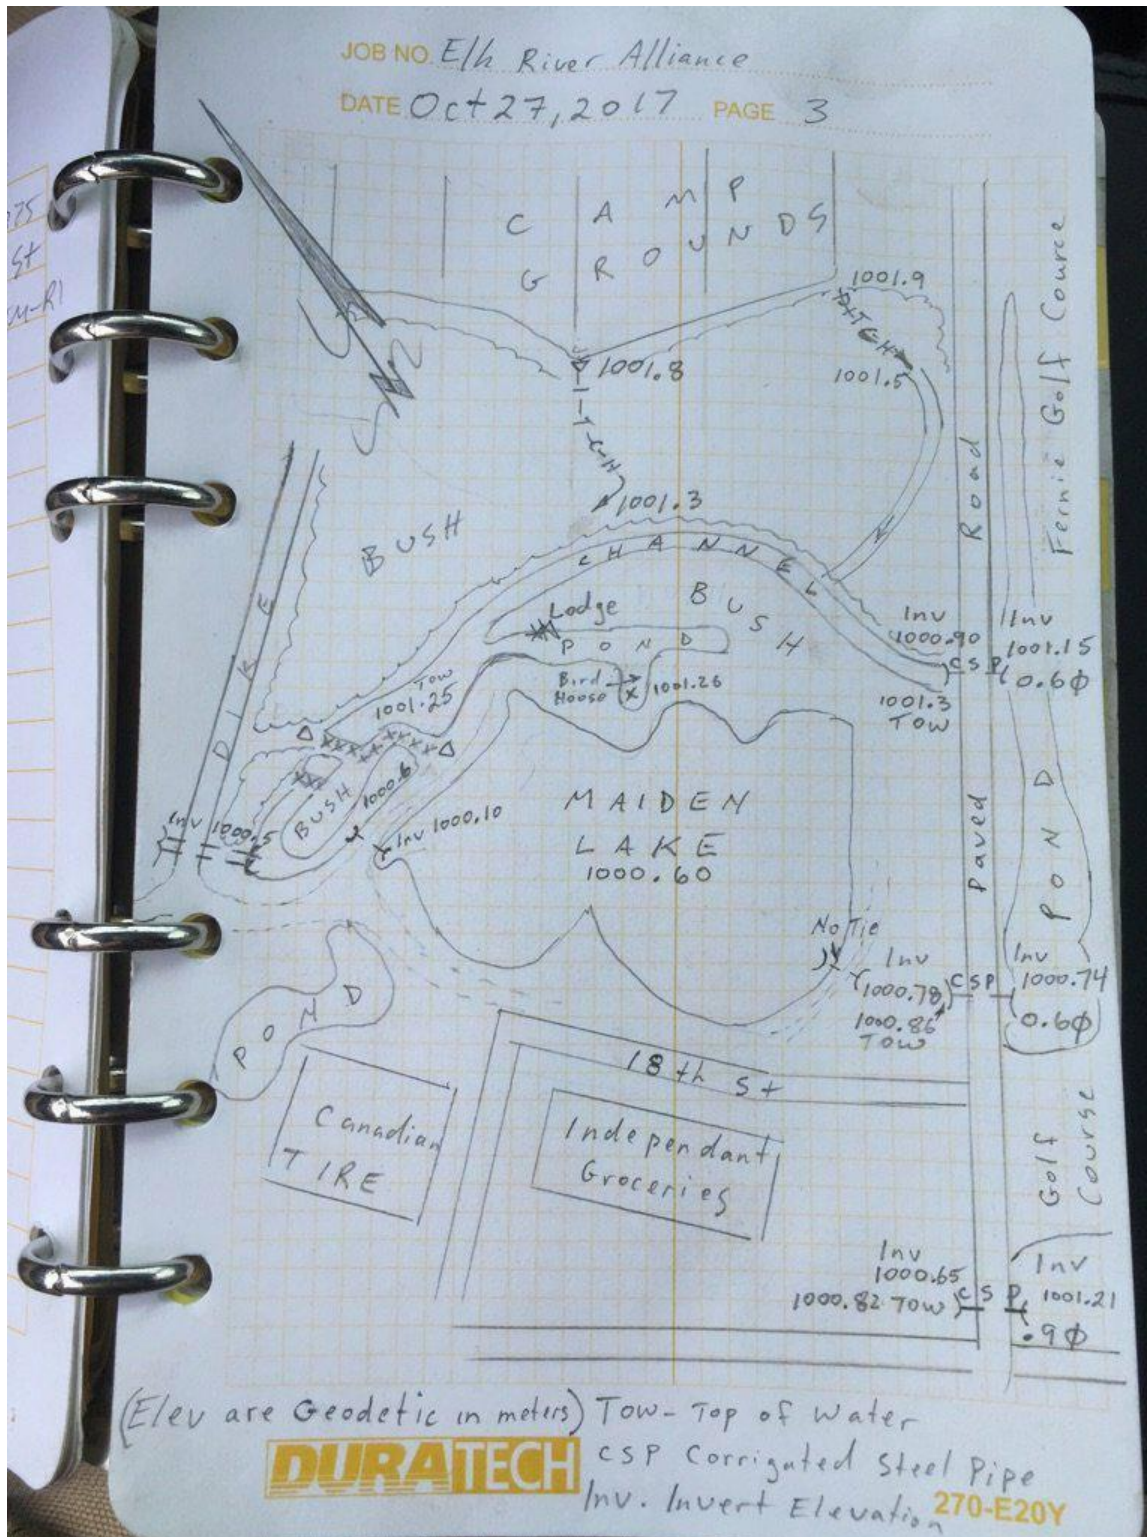 JOB NO. Elk River Alliance
DATE Oct 27, 2017 PAGE 3
275
St
CAMP
GROUNDS
1001.9
DITCH
1001.5
1001.8
DITCH
1001.3
N
BUSH
CHANNEL
Road
Fernie Golf Cource
DIKE
Lodge
BUSH
POND
Bird
House
X 1001.26
Inv
1000.90
CSP
1001.3
TOW
Inv
1001.15
0.6Φ
TOW
1001.25
BUSH
1000.6
Inv 1000.5
Inv 1000.10
MAIDEN
LAKE
1000.60
Paved
POND
No Tie
Inv
1000.78
CSP
1000.86
TOW
Inv
1000.74
0.6Φ
POND
18th St
Canadian
TIRE
Independant
Groceries
Golf
Course
Inv
1000.65
1000.82 TOW
CSP
Inv
1001.21
.9Φ
(Elev are Geodetic in meters) Tow - Top of Water
DURATECH CSP Corrigated Steel Pipe
Inv. Invert Elevation 270-E20Y